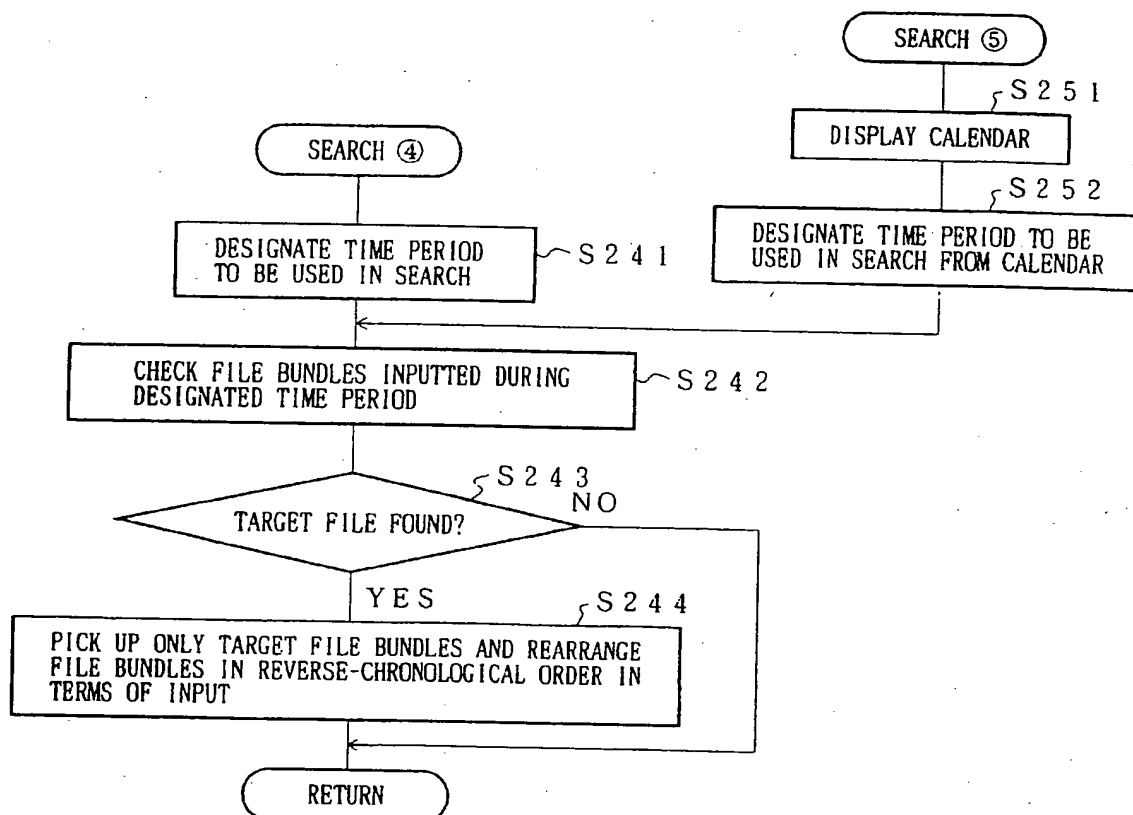 SEARCH ⑤
S251
DISPLAY CALENDAR
S252
DESIGNATE TIME PERIOD TO BE
USED IN SEARCH FROM CALENDAR
SEARCH ④
DESIGNATE TIME PERIOD
TO BE USED IN SEARCH
S241
CHECK FILE BUNDLES INPUTTED DURING
DESIGNATED TIME PERIOD
S242
S243
TARGET FILE FOUND?
NO
YES
S244
PICK UP ONLY TARGET FILE BUNDLES AND REARRANGE
FILE BUNDLES IN REVERSE-CHRONOLOGICAL ORDER IN
TERMS OF INPUT
RETURN